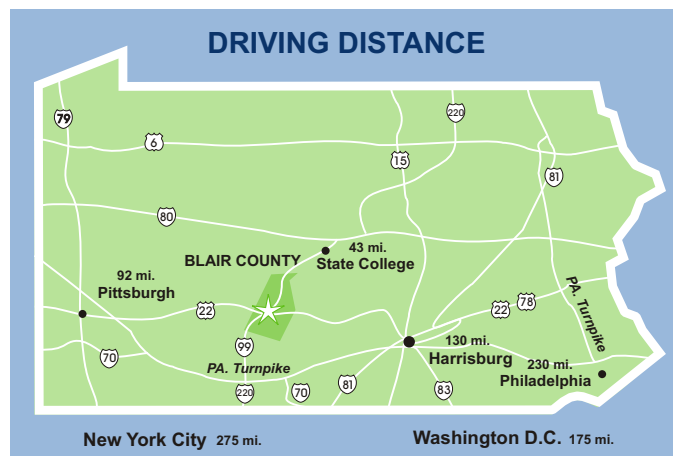 DRIVING DISTANCE
79
220
6
15
81
80
BLAIR COUNTY
43 mi.
State College
92 mi.
Pittsburgh
PA. Turnpike
22
22
78
99
130 mi.
Harrisburg
70
PA. Turnpike
230 mi.
Philadelphia
220
70
81
83
New York City 275 mi.
Washington D.C. 175 mi.